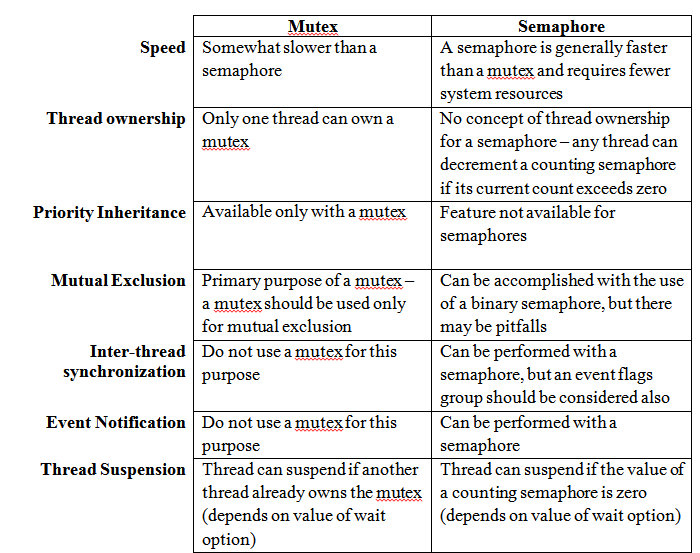 Mutex Semaphore
Speed Somewhat slower than a A semaphore is generally faster
semaphore than a mutex and requires fewer
system resources
Thread ownership Only one thread can own a No concept of thread ownership
mutex for a semaphore – any thread can
decrement a counting semaphore
if its current count exceeds zero
Priority Inheritance Available only with a mutex Feature not available for
semaphores
Mutual Exclusion Primary purpose of a mutex – Can be accomplished with the use
a mutex should be used only of a binary semaphore, but there
for mutual exclusion may be pitfalls
Inter-thread Do not use a mutex for this Can be performed with a
synchronization purpose semaphore, but an event flags
group should be considered also
Event Notification Do not use a mutex for this Can be performed with a
purpose semaphore
Thread Suspension Thread can suspend if another Thread can suspend if the value of
thread already owns the mutex a counting semaphore is zero
(depends on value of wait (depends on value of wait option)
option)